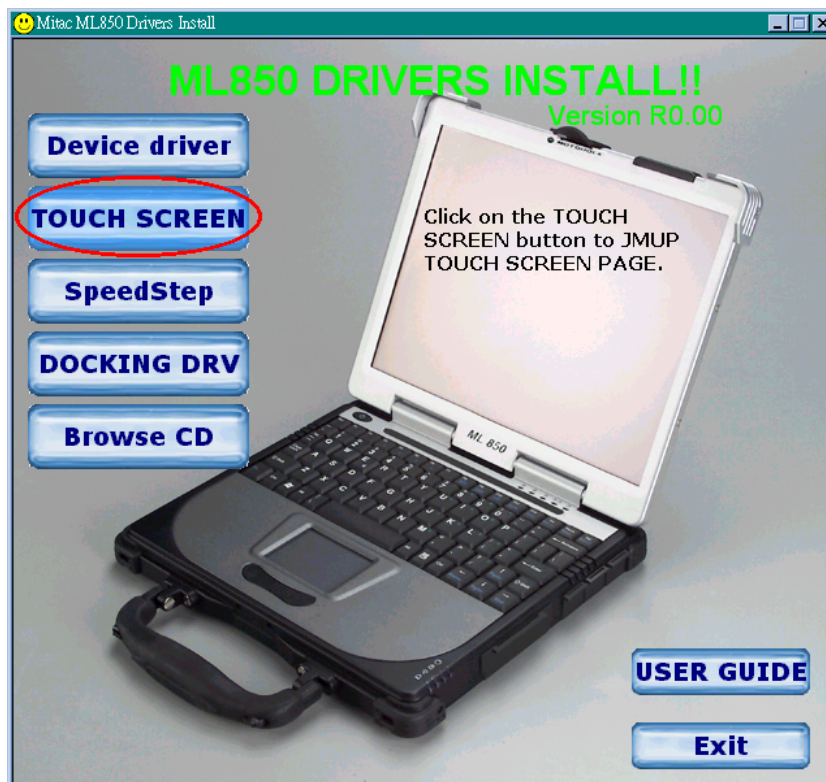 Mitac ML850 Drivers Install
ML850 DRIVERS INSTALL!!
Version R0.00
Device driver
TOUCH SCREEN
SpeedStep
DOCKING DRV
Browse CD
MOTOROLA
Click on the TOUCH
SCREEN button to JMUP
TOUCH SCREEN PAGE.
ML 850
USER GUIDE
Exit